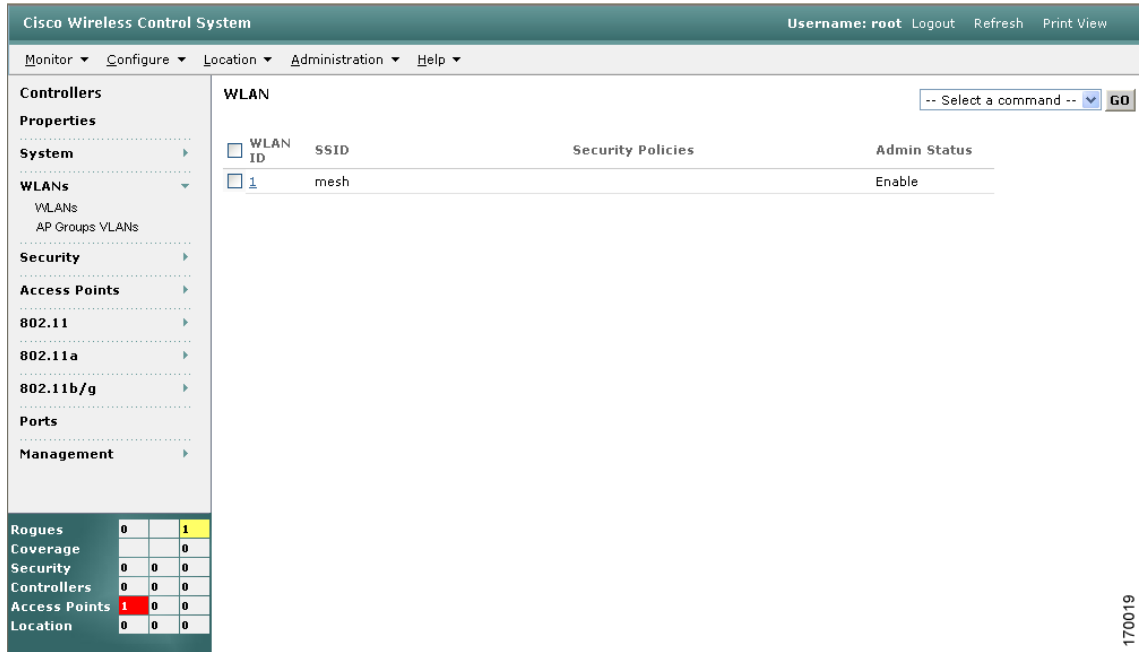 Cisco Wireless Control System
Username: root Logout Refresh Print View
Monitor Configure Location Administration Help
Controllers
Properties
System
WLANs
WLANs
AP Groups VLANs
Security
Access Points
802.11
802.11a
802.11b/g
Ports
Management
WLAN
-- Select a command -- GO
WLAN ID SSID Security Policies Admin Status
1 mesh Enable
Rogues 0 1
Coverage 0
Security 0 0 0
Controllers 0 0 0
Access Points 1 0 0
Location 0 0 0
170019